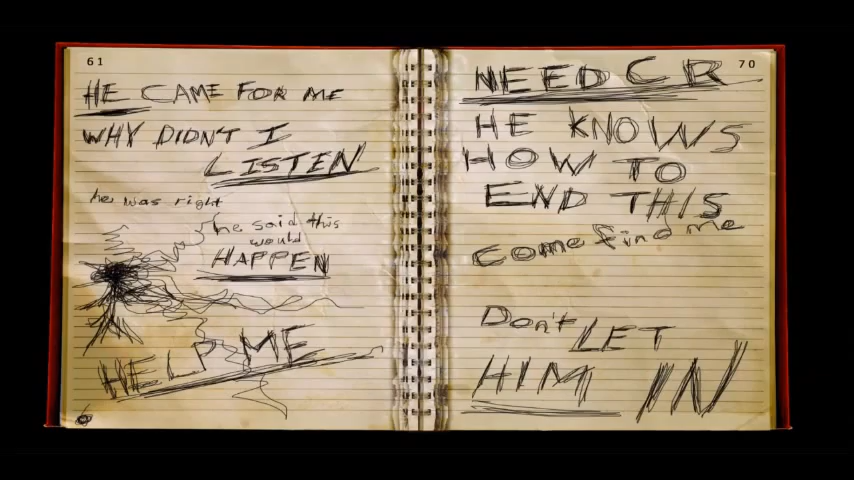 61
HE CAME FOR ME
WHY DIDN'T I
LISTEN
he was right
he said this
would
HAPPEN
HELP ME
70
NEED CR
HE KNOWS
HOW TO
END THIS
come find me
Don't LET
HIM IN